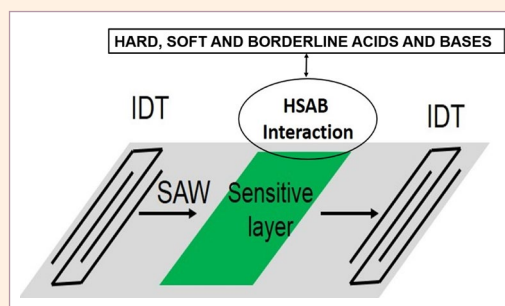 HARD, SOFT AND BORDERLINE ACIDS AND BASES
HSAB
Interaction
IDT
IDT
SAW
Sensitive
layer